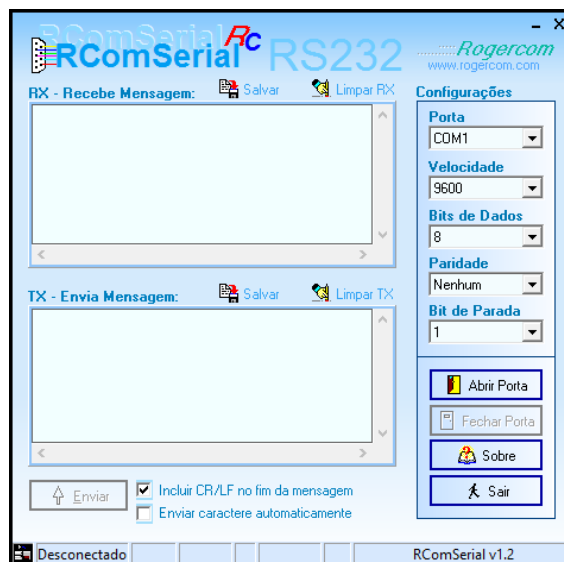 RComSerial RC RS232
Rogercom
www.rogercom.com
RX - Recebe Mensagem: Salvar Limpar RX
Configurações
Porta
COM1
Velocidade
9600
Bits de Dados
8
Paridade
Nenhum
Bit de Parada
1
TX - Envia Mensagem: Salvar Limpar TX
Abrir Porta
Fechar Porta
Sobre
Sair
Enviar
Incluir CR/LF no fim da mensagem
Enviar caractere automaticamente
Desconectado
RComSerial v1.2